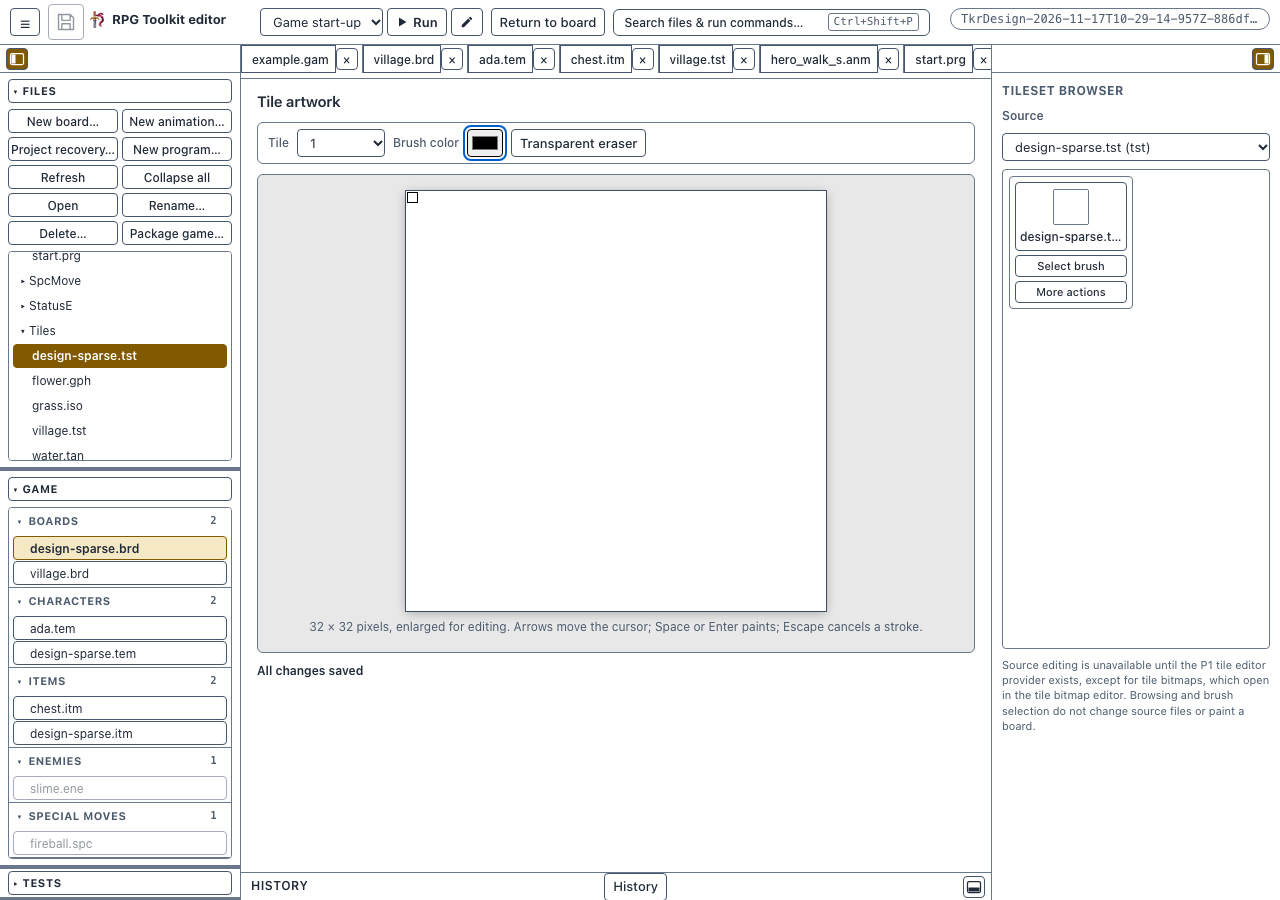 RPG Toolkit editor
Game start-up
Run
Return to board
Search files & run commands...
Ctrl+Shift+P
TkrDesign-2026-11-17T10-29-14-957Z-886df…
example.gam ×
village.brd ×
ada.tem ×
chest.itm ×
village.tst ×
hero_walk_s.anm ×
start.prg ×
FILES
New board...
New animation...
Project recovery...
New program...
Refresh
Collapse all
Open
Rename...
Delete...
Package game...
start.prg
SpcMove
StatusE
Tiles
design-sparse.tst
flower.gph
grass.iso
village.tst
water.tan
GAME
BOARDS 2
design-sparse.brd
village.brd
CHARACTERS 2
ada.tem
design-sparse.tem
ITEMS 2
chest.itm
design-sparse.itm
ENEMIES 1
slime.ene
SPECIAL MOVES 1
fireball.spc
TESTS
Tile artwork
Tile
1
Brush color
Transparent eraser
32 × 32 pixels, enlarged for editing. Arrows move the cursor; Space or Enter paints; Escape cancels a stroke.
All changes saved
HISTORY
History
TILESET BROWSER
Source
design-sparse.tst (tst)
design-sparse.t…
Select brush
More actions
Source editing is unavailable until the P1 tile editor
provider exists, except for tile bitmaps, which open
in the tile bitmap editor. Browsing and brush
selection do not change source files or paint a
board.